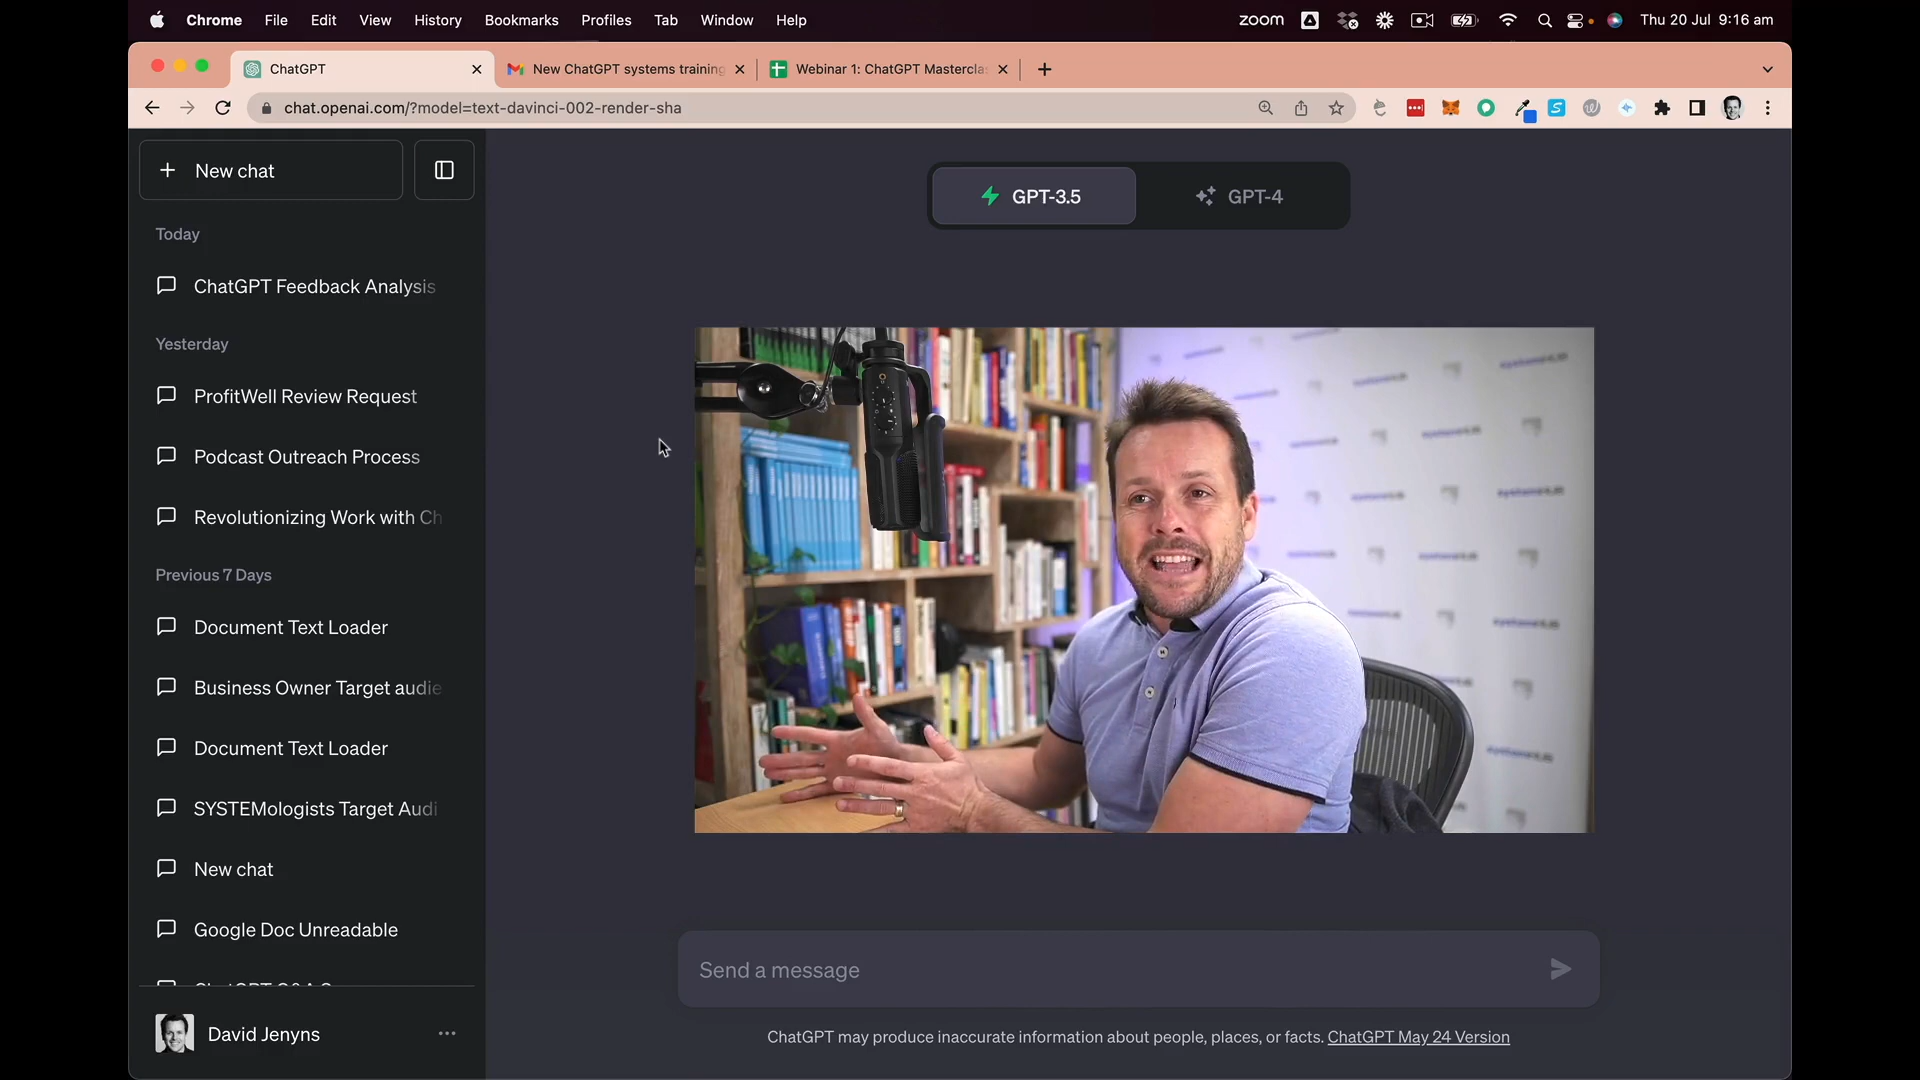 Chrome File Edit View History Bookmarks Profiles Tab Window Help zoom Thu 20 Jul 9:16 am
ChatGPT New ChatGPT systems training Webinar 1: ChatGPT Mastercla
chat.openai.com/?model=text-davinci-002-render-sha
New chat
GPT-3.5 GPT-4
Today
ChatGPT Feedback Analysis
Yesterday
ProfitWell Review Request
Podcast Outreach Process
Revolutionizing Work with Ch
Previous 7 Days
Document Text Loader
Business Owner Target audie
Document Text Loader
SYSTEMologists Target Audi
New chat
Google Doc Unreadable
Send a message
David Jenyns
ChatGPT may produce inaccurate information about people, places, or facts. ChatGPT May 24 Version